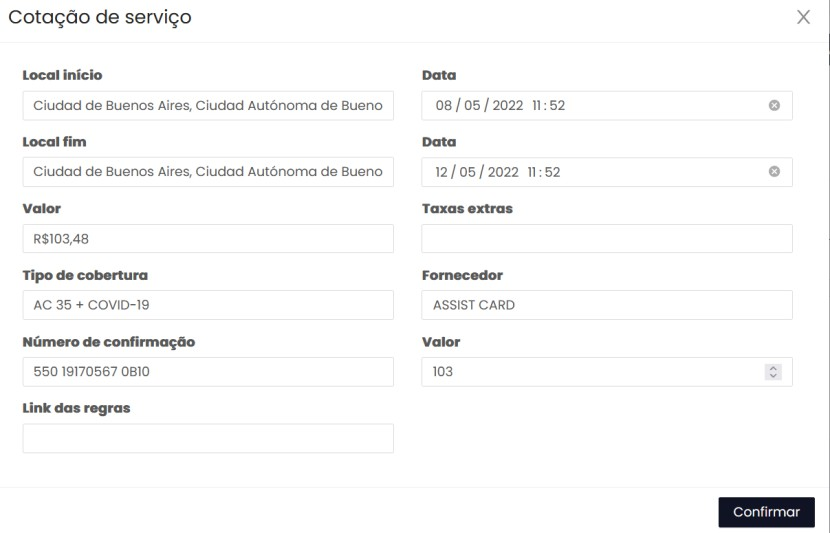 Cotação de serviço
Local início
Data
Ciudad de Buenos Aires, Ciudad Autónoma de Bueno
08 / 05 / 2022 11 : 52
Local fim
Data
Ciudad de Buenos Aires, Ciudad Autónoma de Bueno
12 / 05 / 2022 11 : 52
Valor
Taxas extras
R$103,48
Tipo de cobertura
Fornecedor
AC 35 + COVID-19
ASSIST CARD
Número de confirmação
Valor
550 19170567 0B10
103
Link das regras
Confirmar